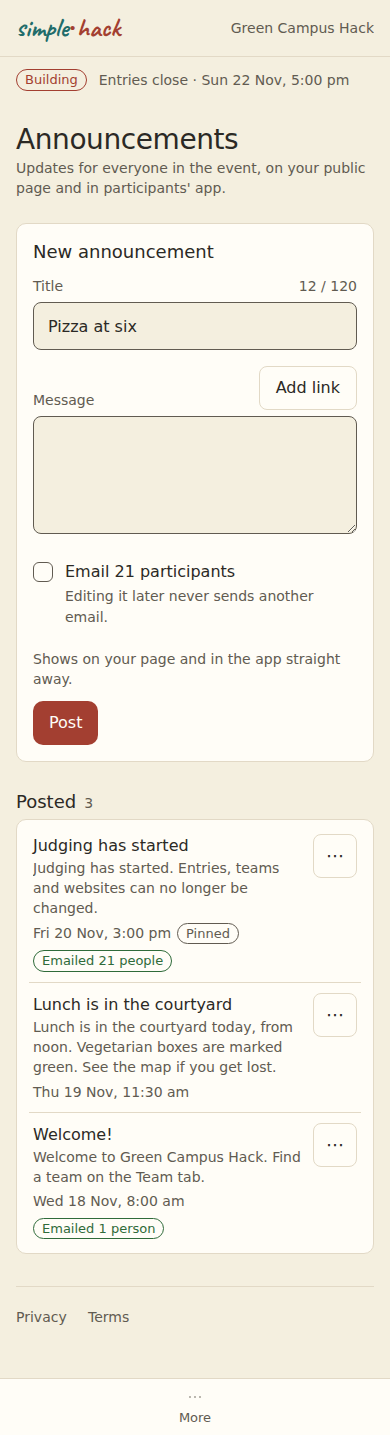 simple·hack
Green Campus Hack
Building
Entries close · Sun 22 Nov, 5:00 pm
Announcements
Updates for everyone in the event, on your public
page and in participants' app.
New announcement
Title
12 / 120
Pizza at six
Add link
Message
Email 21 participants
Editing it later never sends another
email.
Shows on your page and in the app straight
away.
Post
Posted 3
Judging has started
Judging has started. Entries, teams
and websites can no longer be
changed.
Fri 20 Nov, 3:00 pm Pinned
Emailed 21 people
···
Lunch is in the courtyard
Lunch is in the courtyard today, from
noon. Vegetarian boxes are marked
green. See the map if you get lost.
Thu 19 Nov, 11:30 am
···
Welcome!
Welcome to Green Campus Hack. Find
a team on the Team tab.
Wed 18 Nov, 8:00 am
Emailed 1 person
···
Privacy Terms
···
More